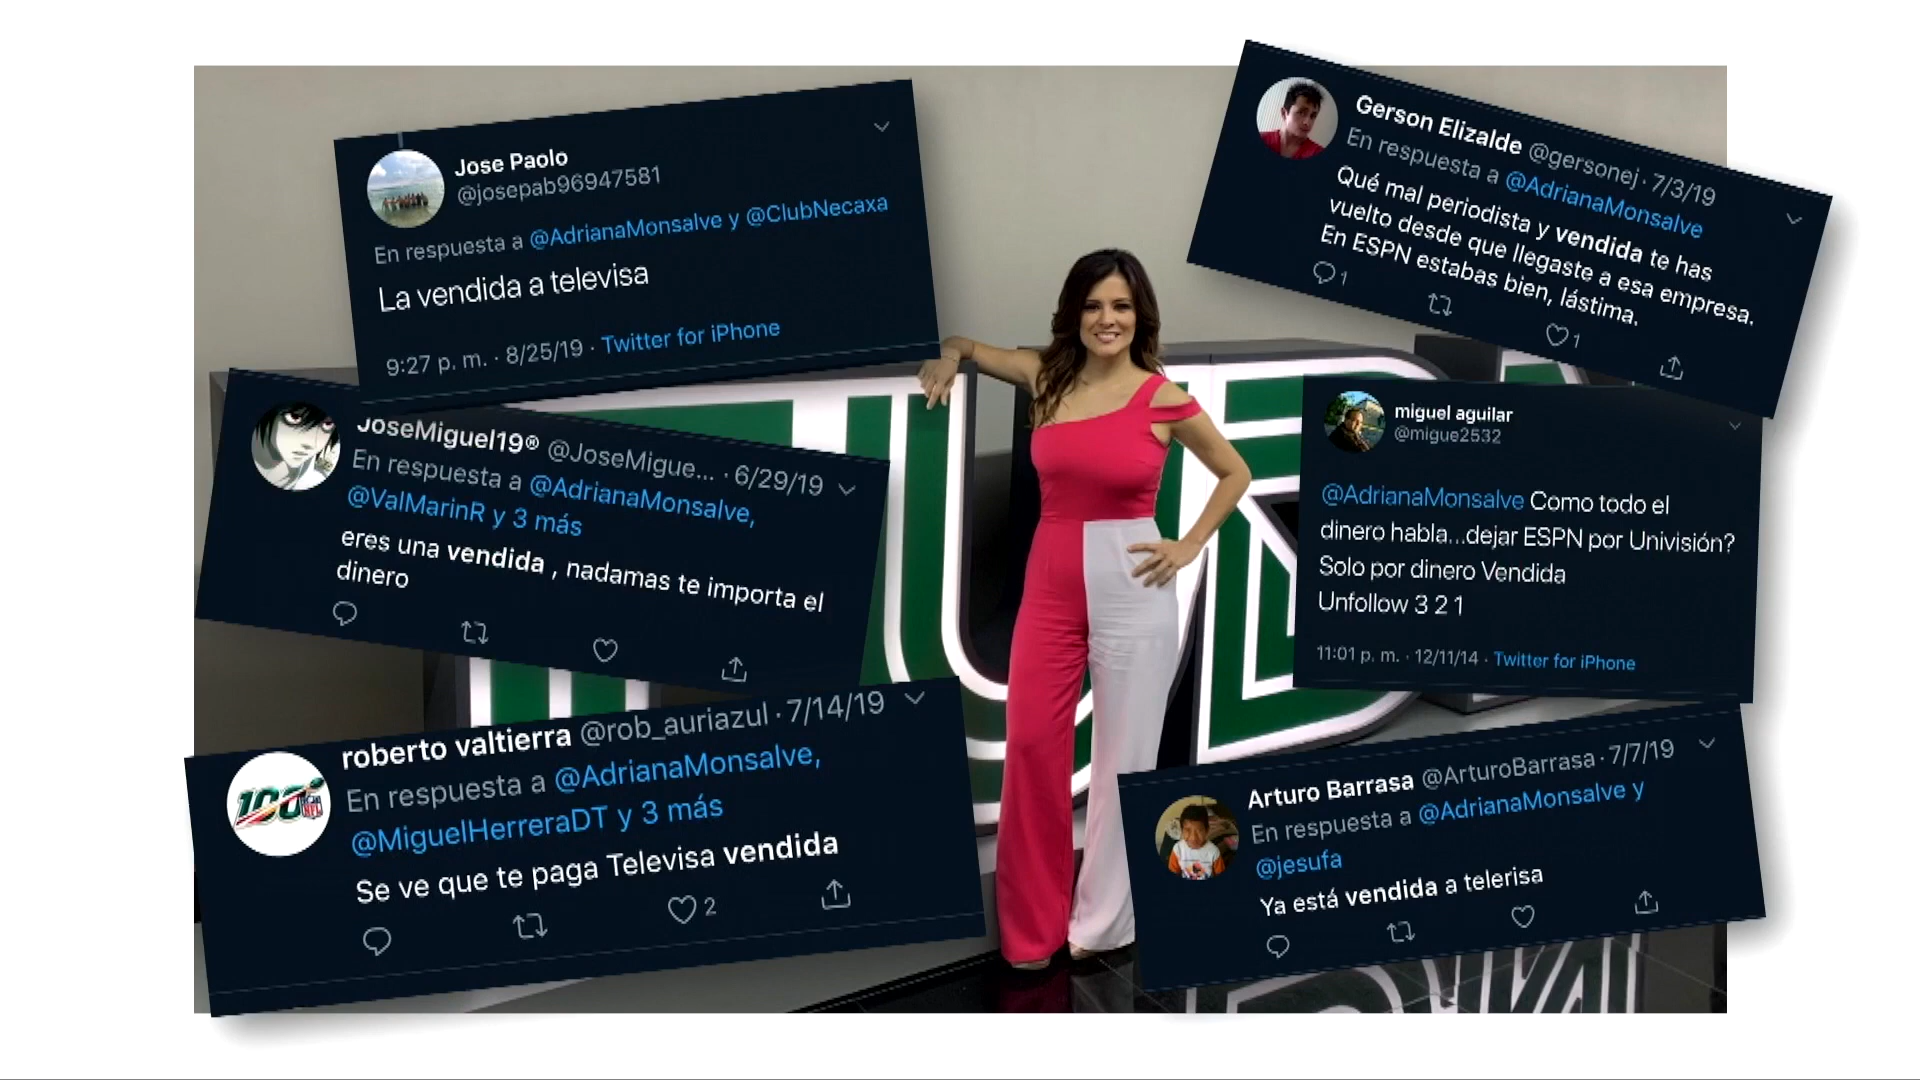 Jose Paolo
@josepab96947581
En respuesta a @AdrianaMonsalve y @ClubNecaxa
La vendida a televisa
9:27 p. m. · 8/25/19 · Twitter for iPhone
Gerson Elizalde @gersonej · 7/3/19
En respuesta a @AdrianaMonsalve
Qué mal periodista y vendida te has
vuelto desde que llegaste a esa empresa.
En ESPN estabas bien, lástima.
1
1
JoseMiguel19® @JoseMigue... · 6/29/19
En respuesta a @AdrianaMonsalve,
@ValMarinR y 3 más
eres una vendida , nadamas te importa el
dinero
miguel aguilar
@migue2532
@AdrianaMonsalve Como todo el
dinero habla...dejar ESPN por Univisión?
Solo por dinero Vendida
Unfollow 3 2 1
11:01 p. m. · 12/11/14 · Twitter for iPhone
roberto valtierra @rob_auriazul · 7/14/19
En respuesta a @AdrianaMonsalve,
@MiguelHerreraDT y 3 más
Se ve que te paga Televisa vendida
2
100
NFL
Arturo Barrasa @ArturoBarrasa · 7/7/19
En respuesta a @AdrianaMonsalve y
@jesufa
Ya está vendida a telerisa